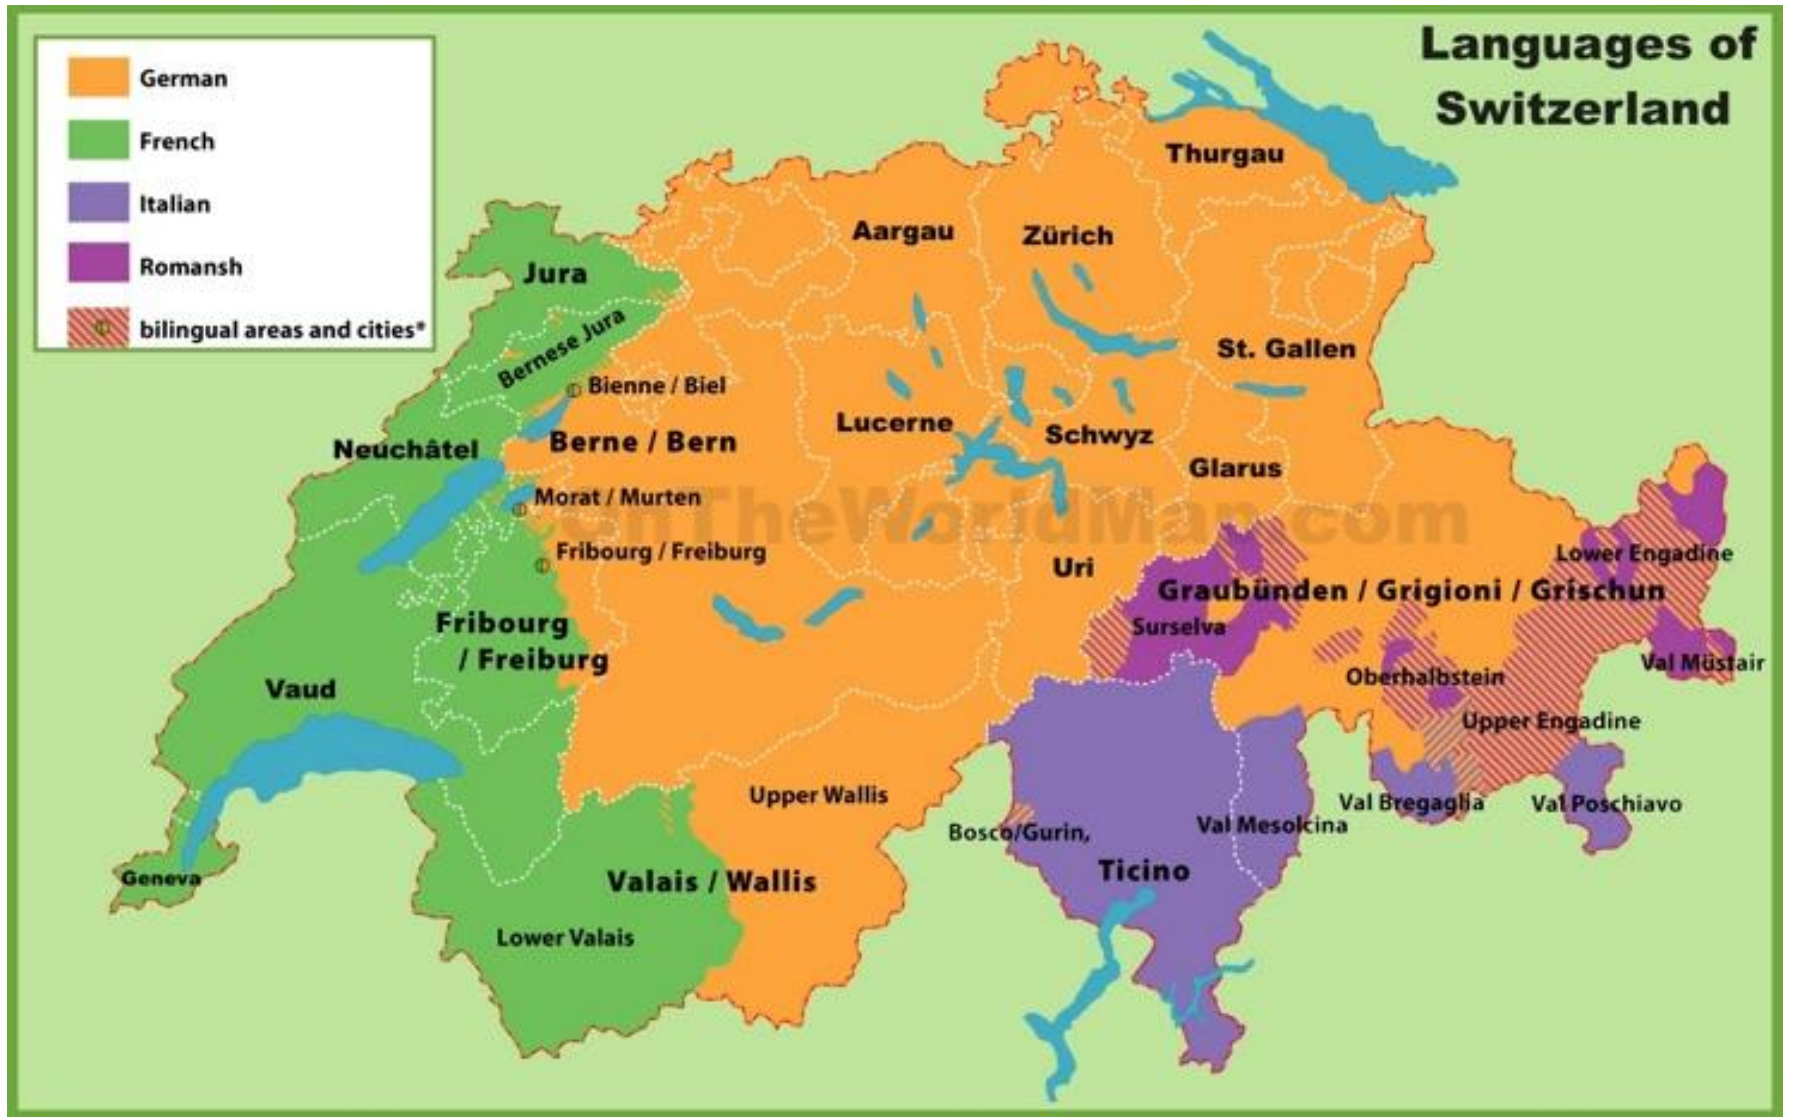 Languages of
Switzerland
German
French
Italian
Romansh
bilingual areas and cities*
Thurgau
Aargau
Zürich
Jura
Bernese Jura
St. Gallen
Bienne / Biel
Lucerne
Schwyz
Neuchâtel
Berne / Bern
Glarus
Morat / Murten
OnTheWorldMap.com
Fribourg / Freiburg
Lower Engadine
Uri
Graubünden / Grigioni / Grischun
Fribourg
/ Freiburg
Surselva
Val Müstair
Oberhalbstein
Vaud
Upper Engadine
Upper Wallis
Val Bregaglia
Val Poschiavo
Bosco/Gurin,
Val Mesolcina
Ticino
Geneva
Valais / Wallis
Lower Valais